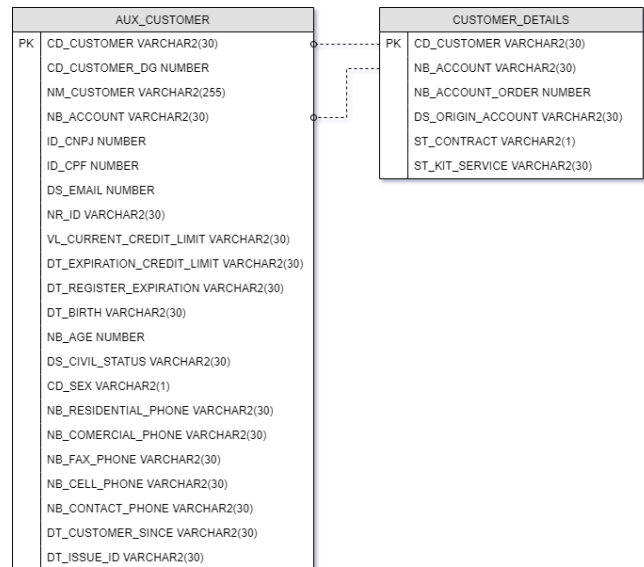 AUX_CUSTOMER
PK CD_CUSTOMER VARCHAR2(30)
CD_CUSTOMER_DG NUMBER
NM_CUSTOMER VARCHAR2(255)
NB_ACCOUNT VARCHAR2(30)
ID_CNPJ NUMBER
ID_CPF NUMBER
DS_EMAIL NUMBER
NR_ID VARCHAR2(30)
VL_CURRENT_CREDIT_LIMIT VARCHAR2(30)
DT_EXPIRATION_CREDIT_LIMIT VARCHAR2(30)
DT_REGISTER_EXPIRATION VARCHAR2(30)
DT_BIRTH VARCHAR2(30)
NB_AGE NUMBER
DS_CIVIL_STATUS VARCHAR2(30)
CD_SEX VARCHAR2(1)
NB_RESIDENTIAL_PHONE VARCHAR2(30)
NB_COMERCIAL_PHONE VARCHAR2(30)
NB_FAX_PHONE VARCHAR2(30)
NB_CELL_PHONE VARCHAR2(30)
NB_CONTACT_PHONE VARCHAR2(30)
DT_CUSTOMER_SINCE VARCHAR2(30)
DT_ISSUE_ID VARCHAR2(30)
CUSTOMER_DETAILS
PK CD_CUSTOMER VARCHAR2(30)
NB_ACCOUNT VARCHAR2(30)
NB_ACCOUNT_ORDER NUMBER
DS_ORIGIN_ACCOUNT VARCHAR2(30)
ST_CONTRACT VARCHAR2(1)
ST_KIT_SERVICE VARCHAR2(30)